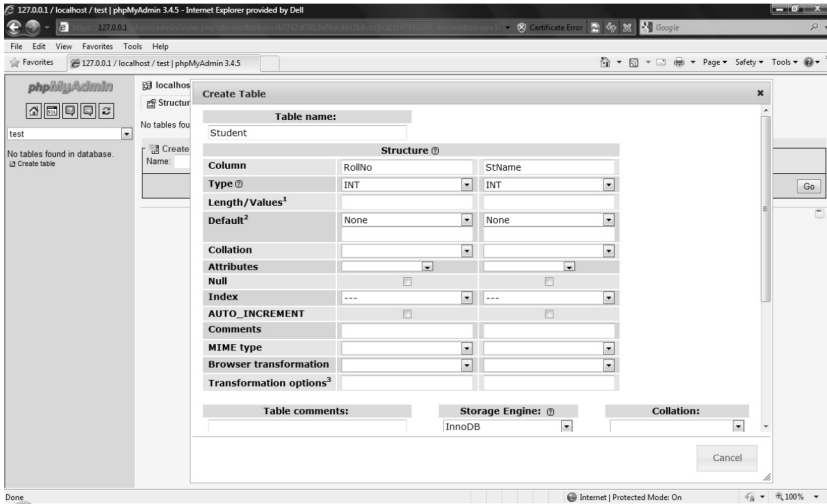 127.0.0.1 / localhost / test | phpMyAdmin 3.4.5 - Internet Explorer provided by Dell
127.0.0.1
Certificate Error
Google
File Edit View Favorites Tools Help
Favorites
127.0.0.1 / localhost / test | phpMyAdmin 3.4.5
Page Safety Tools
phpMyAdmin
test
No tables found in database.
Create table
localhos
Structur
No tables fou
Create
Name:
Go
Create Table
Table name:
Student
Structure
Column RollNo StName
Type INT INT
Length/Values1
Default2 None None
Collation
Attributes
Null
Index --- ---
AUTO_INCREMENT
Comments
MIME type
Browser transformation
Transformation options3
Table comments: Storage Engine: Collation:
InnoDB
Cancel
Done
Internet | Protected Mode: On
100%